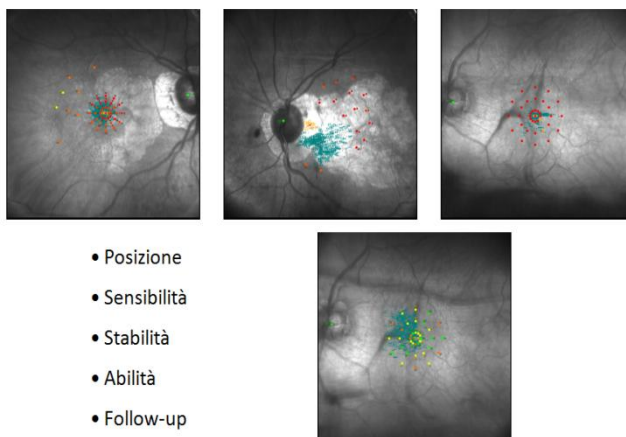 • Posizione
• Sensibilità
• Stabilità
• Abilità
• Follow-up